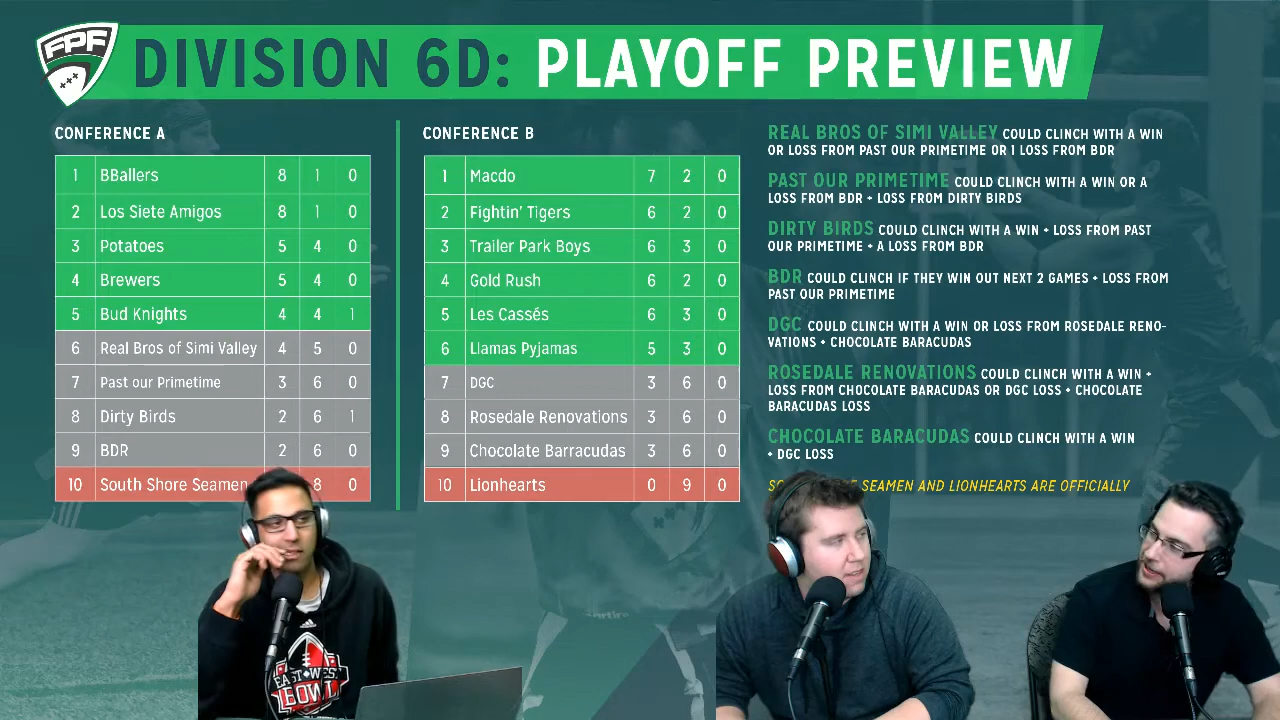 FPF
DIVISION 6D: PLAYOFF PREVIEW
CONFERENCE A
1 BBallers 8 1 0
2 Los Siete Amigos 8 1 0
3 Potatoes 5 4 0
4 Brewers 5 4 0
5 Bud Knights 4 4 1
6 Real Bros of Simi Valley 4 5 0
7 Past our Primetime 3 6 0
8 Dirty Birds 2 6 1
9 BDR 2 6 0
10 South Shore Seamen 8 0
CONFERENCE B
1 Macdo 7 2 0
2 Fightin' Tigers 6 2 0
3 Trailer Park Boys 6 3 0
4 Gold Rush 6 2 0
5 Les Cassés 6 3 0
6 Llamas Pyjamas 5 3 0
7 DGC 3 6 0
8 Rosedale Renovations 3 6 0
9 Chocolate Barracudas 3 6 0
10 Lionhearts 0 9 0
REAL BROS OF SIMI VALLEY COULD CLINCH WITH A WIN
OR LOSS FROM PAST OUR PRIMETIME OR 1 LOSS FROM BDR
PAST OUR PRIMETIME COULD CLINCH WITH A WIN OR A
LOSS FROM BDR + LOSS FROM DIRTY BIRDS
DIRTY BIRDS COULD CLINCH WITH A WIN + LOSS FROM PAST
OUR PRIMETIME + A LOSS FROM BDR
BDR COULD CLINCH IF THEY WIN OUT NEXT 2 GAMES + LOSS FROM
PAST OUR PRIMETIME
DGC COULD CLINCH WITH A WIN OR LOSS FROM ROSEDALE RENO-
VATIONS + CHOCOLATE BARACUDAS
ROSEDALE RENOVATIONS COULD CLINCH WITH A WIN +
LOSS FROM CHOCOLATE BARACUDAS OR DGC LOSS + CHOCOLATE
BARACUDAS LOSS
CHOCOLATE BARACUDAS COULD CLINCH WITH A WIN
+ DGC LOSS
SEAMEN AND LIONHEARTS ARE OFFICIALLY
EAST WEST
BOWL